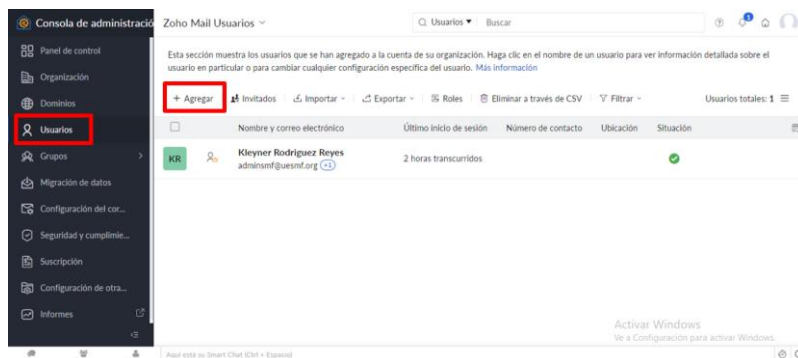 Consola de administració
Zoho Mail Usuarios
Usuarios
Buscar
Panel de control
Organización
Dominios
Usuarios
Grupos
Migración de datos
Configuración del cor...
Seguridad y cumplimie...
Suscripción
Configuración de otra...
Informes
Esta sección muestra los usuarios que se han agregado a la cuenta de su organización. Haga clic en el nombre de un usuario para ver información detallada sobre el
usuario en particular o para cambiar cualquier configuración específica del usuario. Más información
+ Agregar
Invitados
Importar
Exportar
Roles
Eliminar a través de CSV
Filtrar
Usuarios totales: 1
Nombre y correo electrónico
Último inicio de sesión
Número de contacto
Ubicación
Situación
KR
Kleyner Rodriguez Reyes
adminsmf@uesmf.org +1
2 horas transcurridos
Activar Windows
Ve a Configuración para activar Windows.
Aquí está su Smart Chat (Ctrl + Espacio)